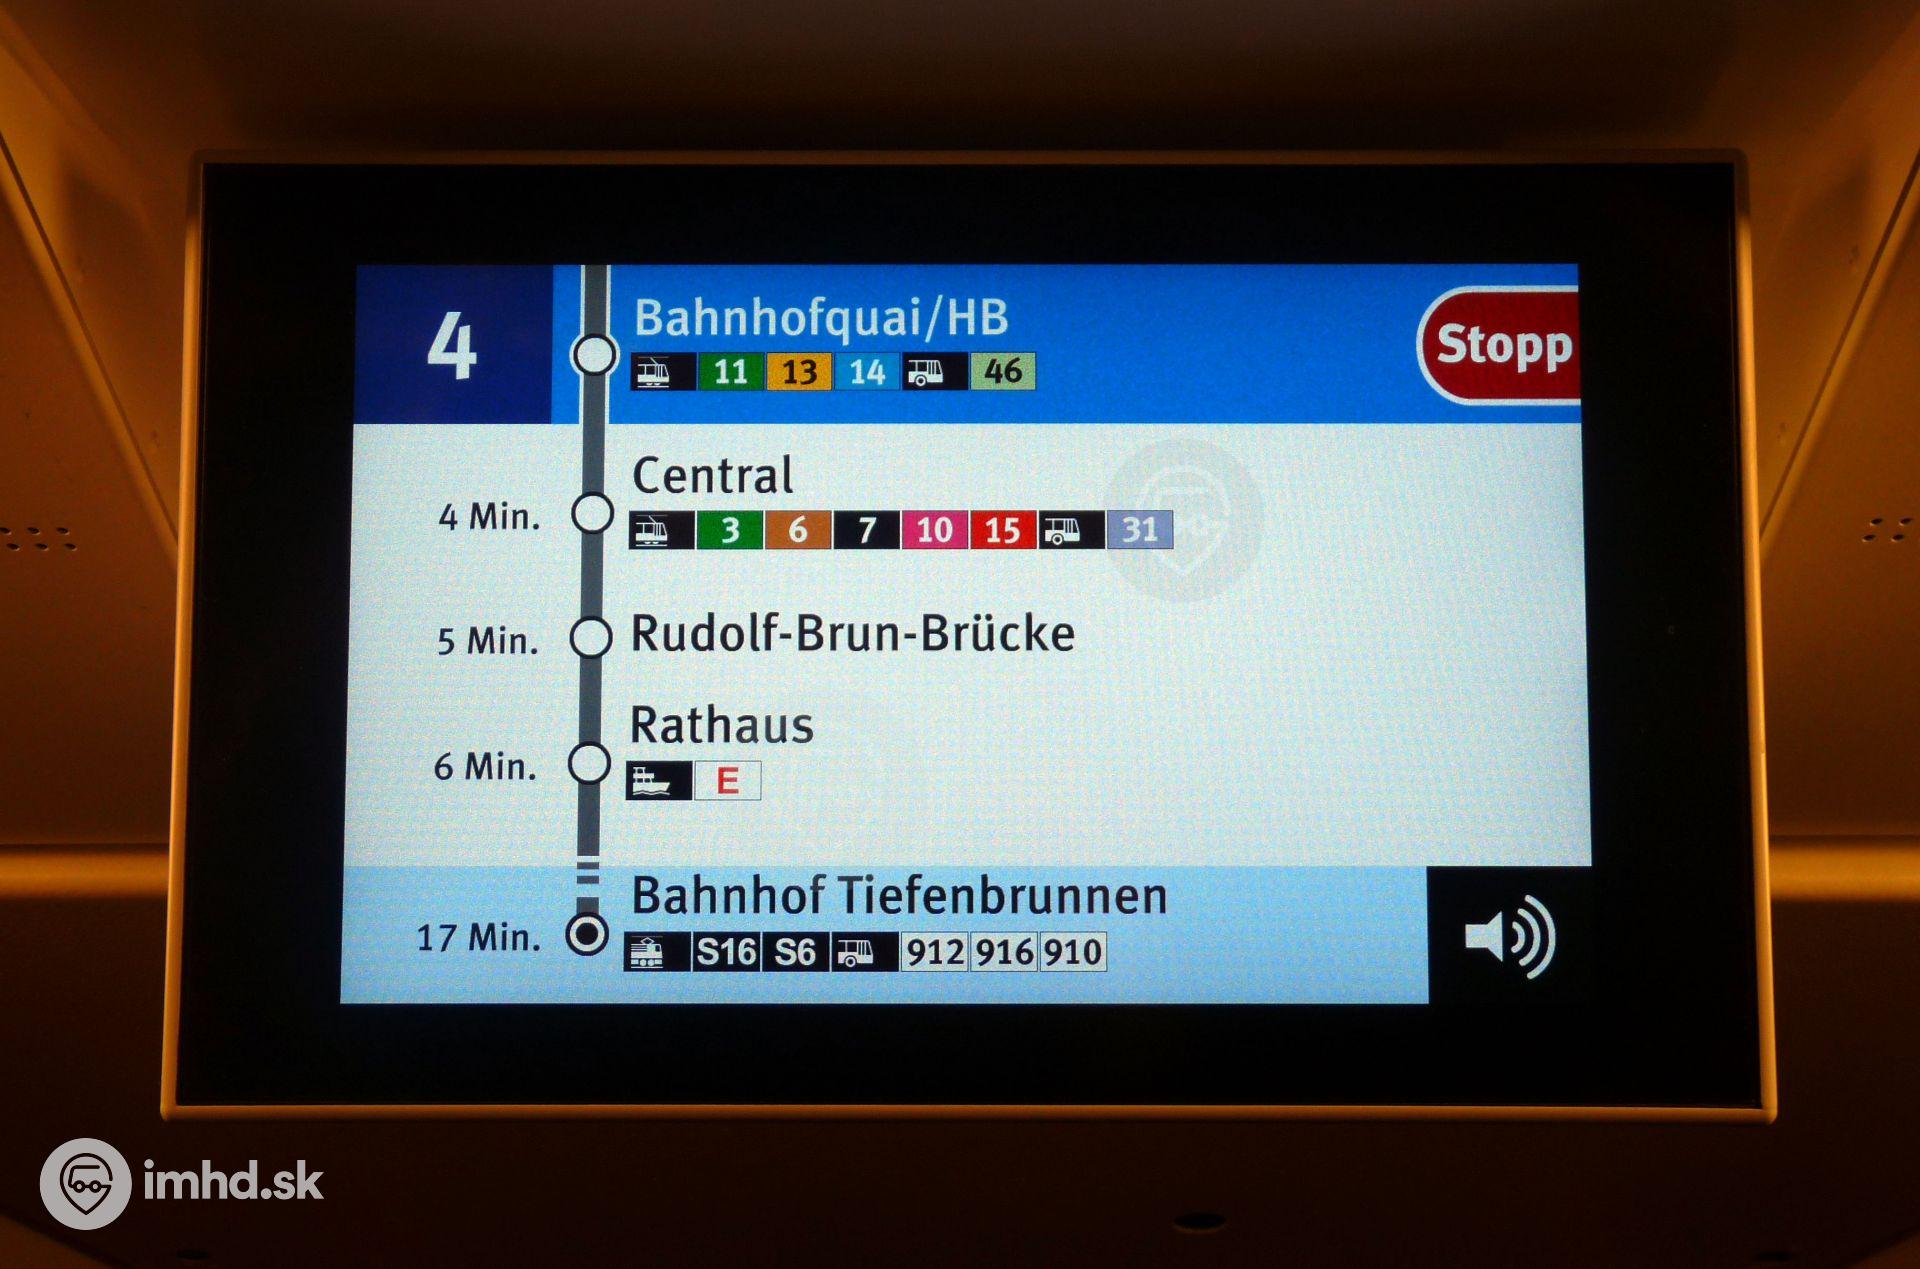 4
Bahnhofquai/HB
11 13 14 46
Stopp
Central
4 Min.
3 6 7 10 15 31
5 Min. Rudolf-Brun-Brücke
Rathaus
6 Min.
E
Bahnhof Tiefenbrunnen
17 Min.
S16 S6 912 916 910
imhd.sk